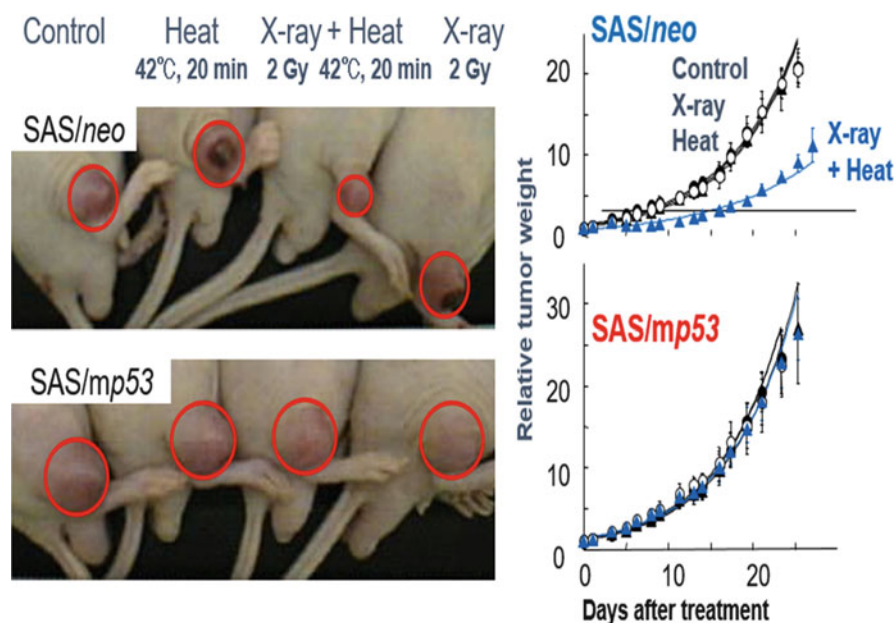 Control Heat X-ray + Heat X-ray
42℃, 20 min 2 Gy 42℃, 20 min 2 Gy
SAS/neo
SAS/mp53
SAS/neo
Control
X-ray
Heat
X-ray
+ Heat
20
10
0
SAS/mp53
30
20
10
0
Relative tumor weight
0 10 20
Days after treatment